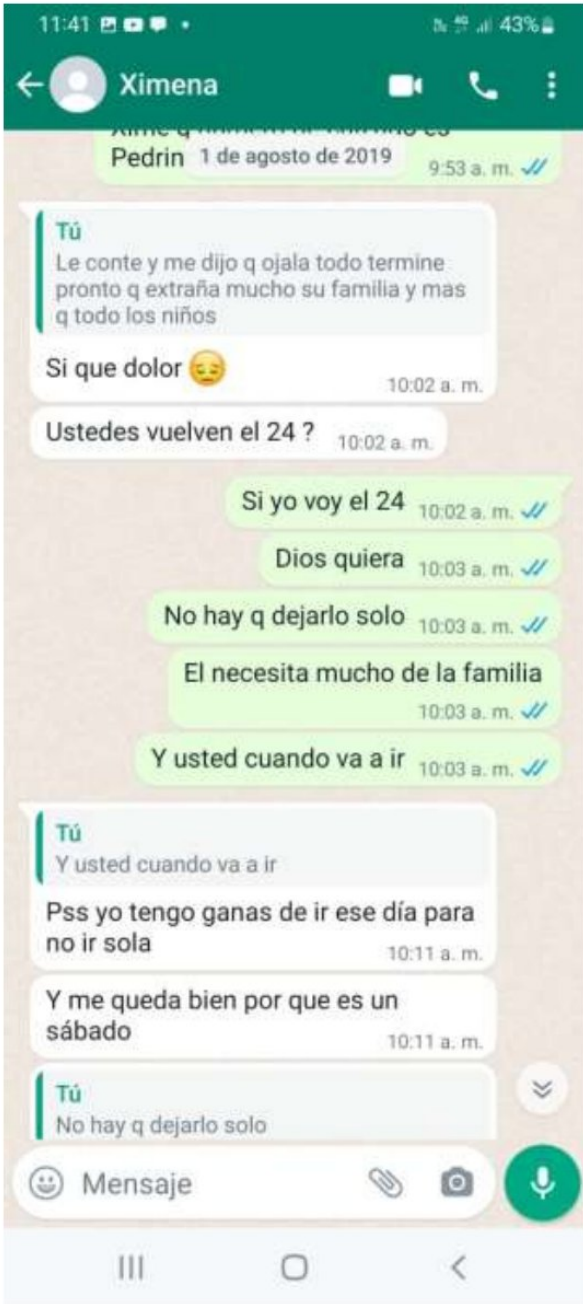 11:41
43%
Ximena
Pedrin
1 de agosto de 2019
9:53 a. m.
Tú
Le conte y me dijo q ojala todo termine
pronto q extraña mucho su familia y mas
q todo los niños
Si que dolor 😔
10:02 a. m.
Ustedes vuelven el 24 ? 10:02 a. m.
Si yo voy el 24 10:02 a. m.
Dios quiera 10:03 a. m.
No hay q dejarlo solo 10:03 a. m.
El necesita mucho de la familia
10:03 a. m.
Y usted cuando va a ir 10:03 a. m.
Tú
Y usted cuando va a ir
Pss yo tengo ganas de ir ese día para
no ir sola
10:11 a. m.
Y me queda bien por que es un
sábado
10:11 a. m.
Tú
No hay q dejarlo solo
Mensaje